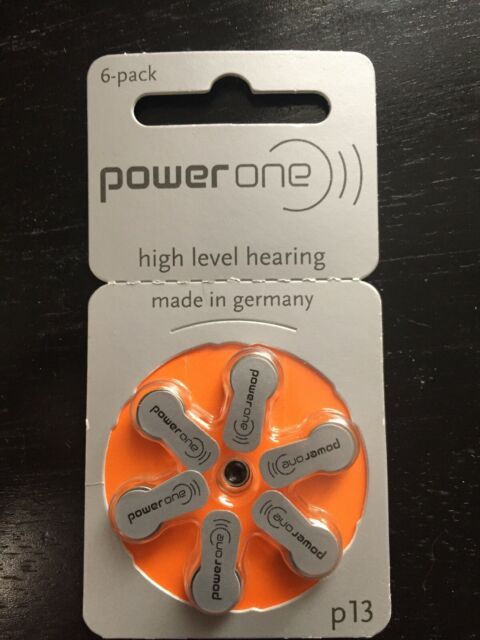 6-pack
power one
high level hearing
made in germany
power one
power one
power one
power one
power one
power one
p13